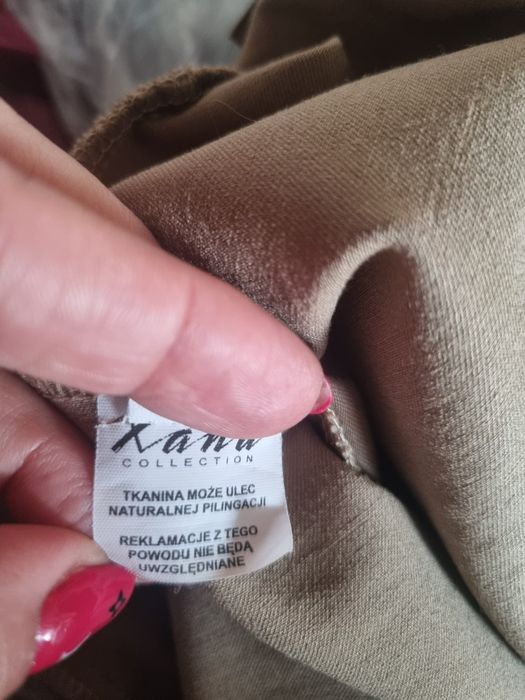 COLLECTION
TKANINA MOŻE ULEC
NATURALNEJ PILINGACJI
REKLAMACJE Z TEGO
POWODU NIE BĘDĄ
UWZGLĘDNIANE